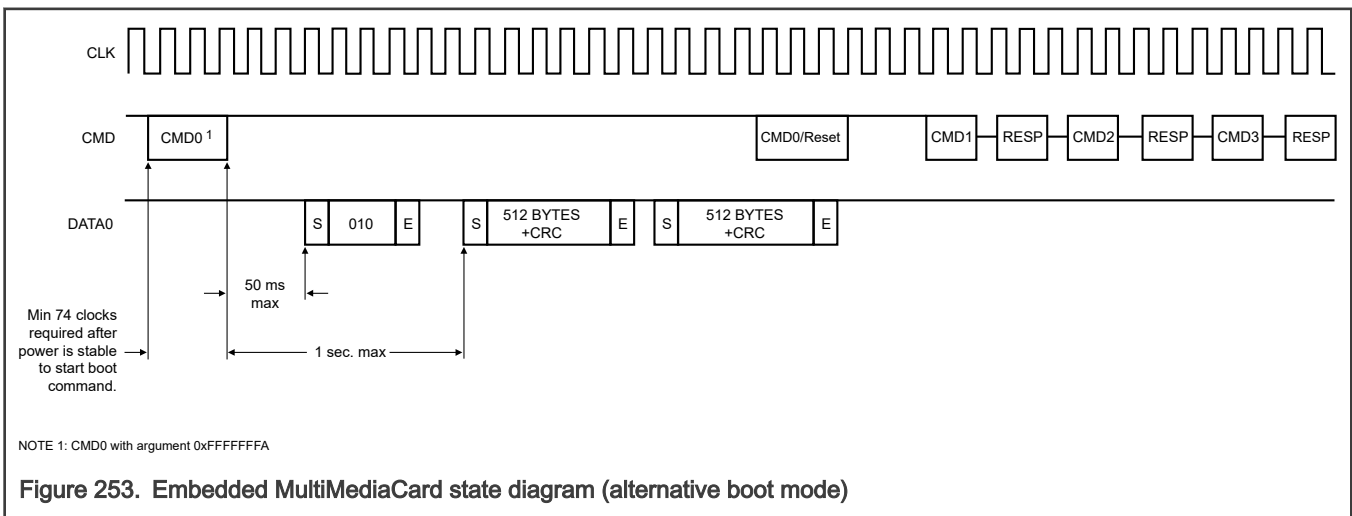 CLK
CMD
CMD0 1
CMD0/Reset
CMD1
RESP
CMD2
RESP
CMD3
RESP
DATA0
S
010
E
S
512 BYTES
+CRC
E
S
512 BYTES
+CRC
E
50 ms
max
Min 74 clocks
required after
power is stable
to start boot
command.
1 sec. max
NOTE 1: CMD0 with argument 0xFFFFFFFA
Figure 253. Embedded MultiMediaCard state diagram (alternative boot mode)